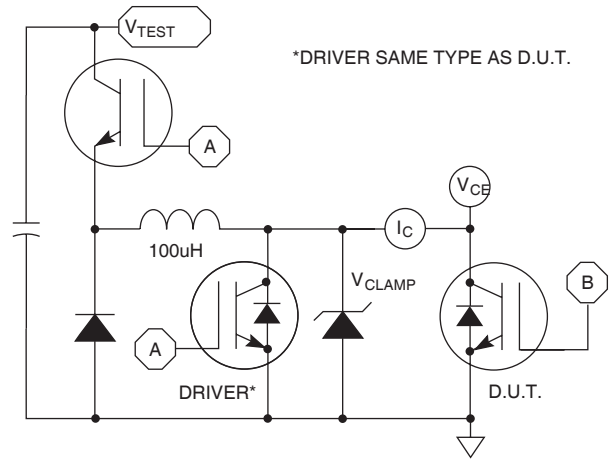 VTEST
*DRIVER SAME TYPE AS D.U.T.
A
VCE
IC
100uH
VCLAMP
B
A
DRIVER*
D.U.T.